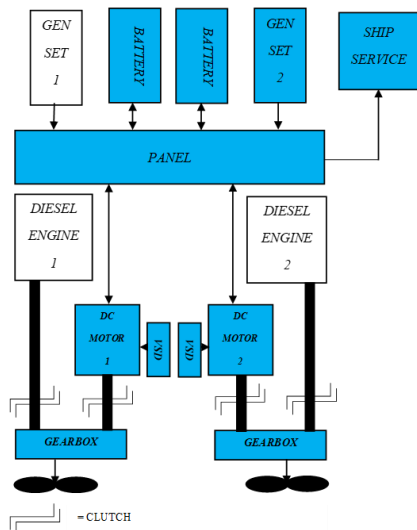 GEN
SET
1
BATTERY
BATTERY
GEN
SET
2
SHIP
SERVICE
PANEL
DIESEL
ENGINE
1
DIESEL
ENGINE
2
DC
MOTOR
1
VSD
VSD
DC
MOTOR
2
GEARBOX
GEARBOX
= CLUTCH